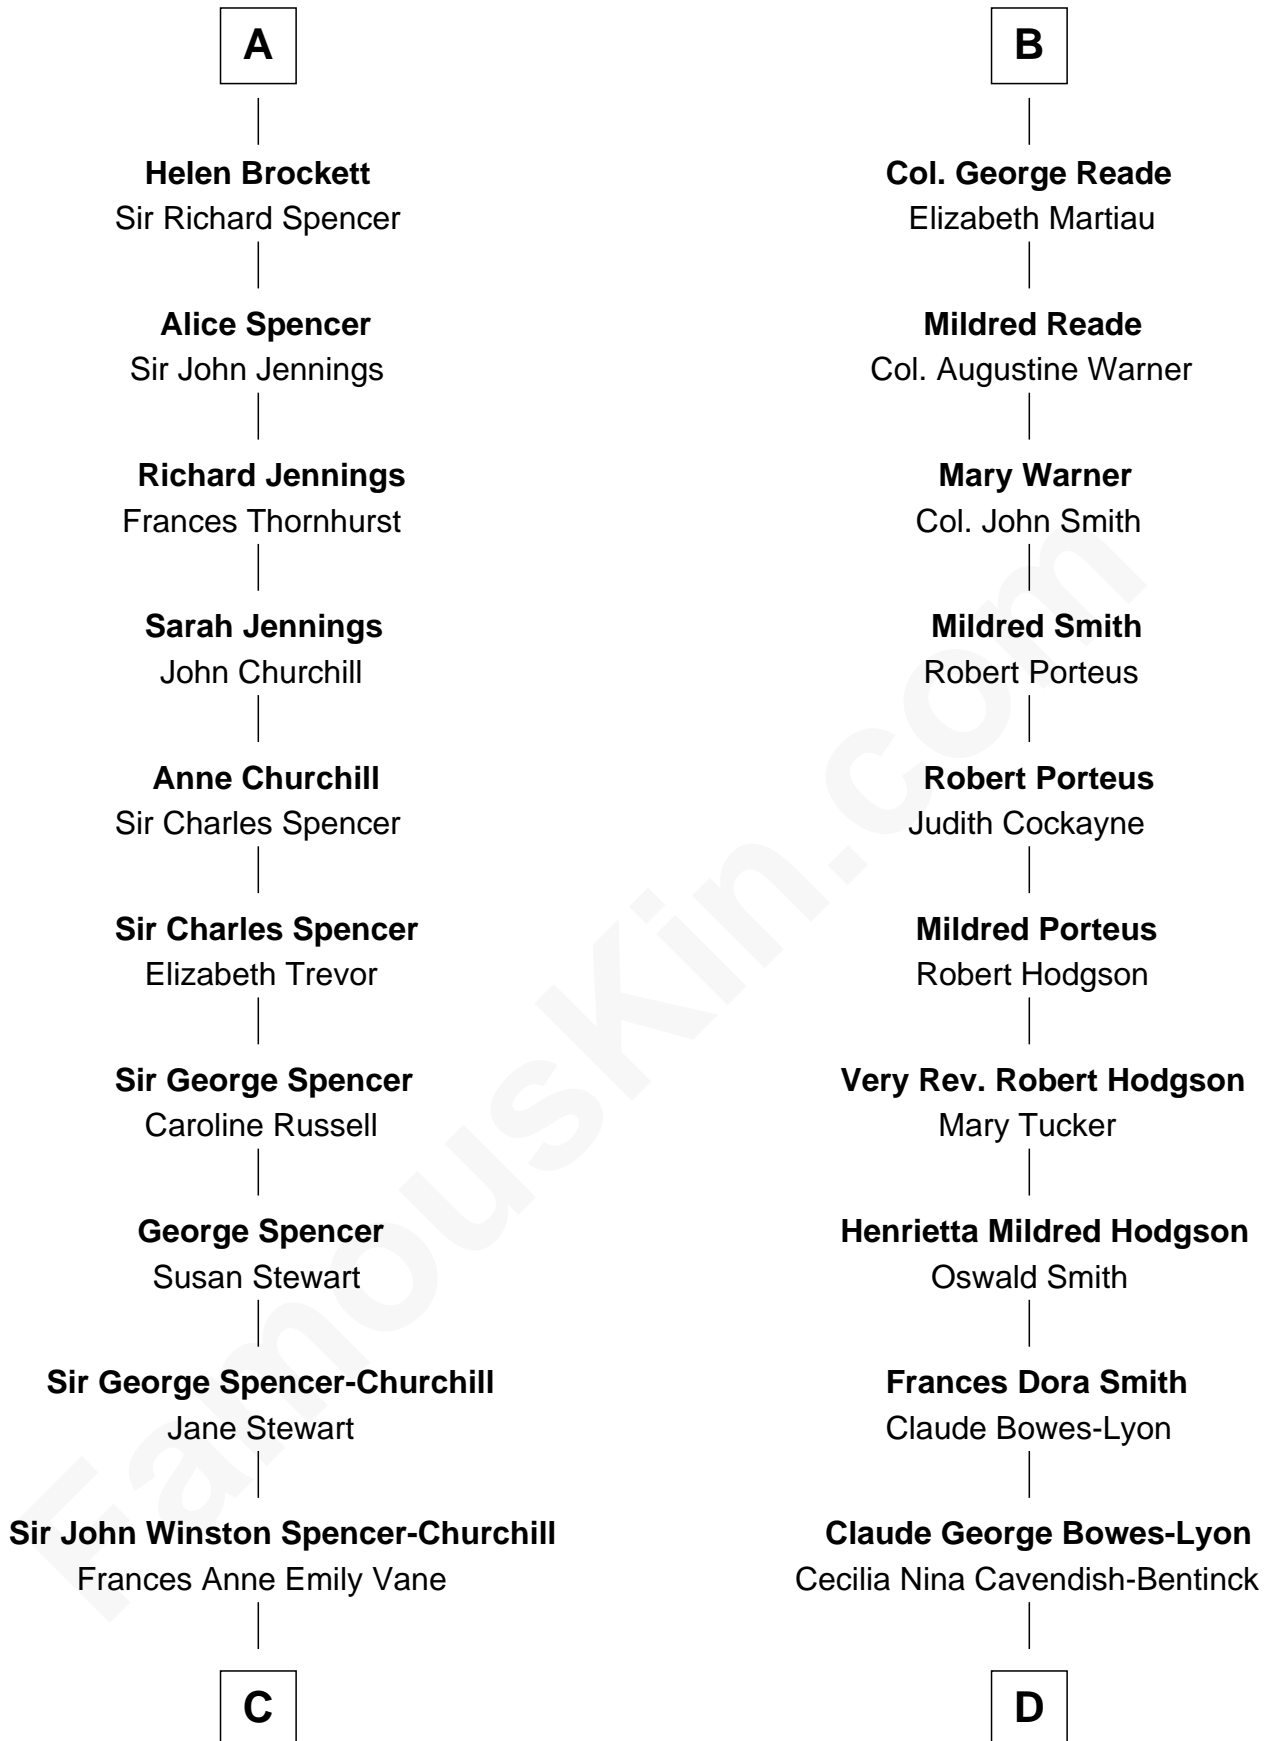 A
Helen Brockett
Sir Richard Spencer
Alice Spencer
Sir John Jennings
Richard Jennings
Frances Thornhurst
Sarah Jennings
John Churchill
Anne Churchill
Sir Charles Spencer
Sir Charles Spencer
Elizabeth Trevor
Sir George Spencer
Caroline Russell
George Spencer
Susan Stewart
Sir George Spencer-Churchill
Jane Stewart
Sir John Winston Spencer-Churchill
Frances Anne Emily Vane
C
B
Col. George Reade
Elizabeth Martiau
Mildred Reade
Col. Augustine Warner
Mary Warner
Col. John Smith
Mildred Smith
Robert Porteus
Robert Porteus
Judith Cockayne
Mildred Porteus
Robert Hodgson
Very Rev. Robert Hodgson
Mary Tucker
Henrietta Mildred Hodgson
Oswald Smith
Frances Dora Smith
Claude Bowes-Lyon
Claude George Bowes-Lyon
Cecilia Nina Cavendish-Bentinck
D
FamousKin.com